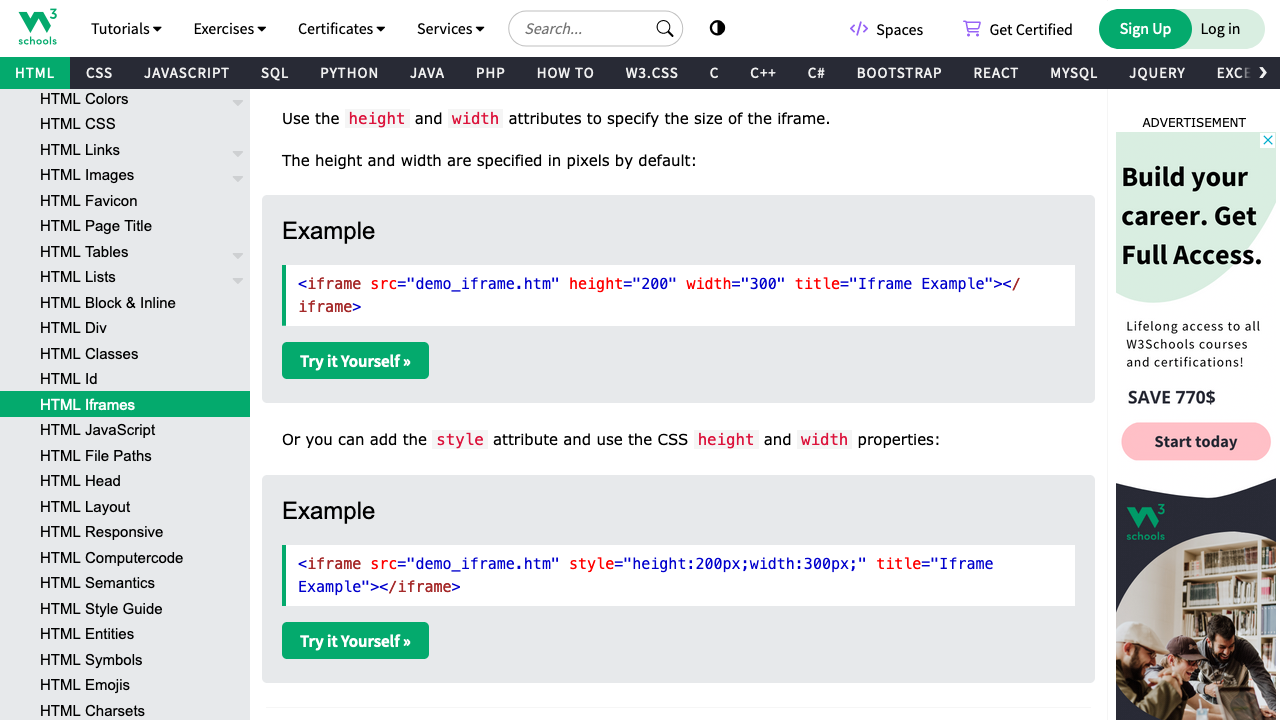 3
schools
Tutorials
Exercises
Certificates
Services
Search...
Spaces
Get Certified
Sign Up
Log in
HTML
CSS
JAVASCRIPT
SQL
PYTHON
JAVA
PHP
HOW TO
W3.CSS
C
C++
C#
BOOTSTRAP
REACT
MYSQL
JQUERY
EXCE
❯
HTML Colors
HTML CSS
HTML Links
HTML Images
HTML Favicon
HTML Page Title
HTML Tables
HTML Lists
HTML Block & Inline
HTML Div
HTML Classes
HTML Id
HTML Iframes
HTML JavaScript
HTML File Paths
HTML Head
HTML Layout
HTML Responsive
HTML Computercode
HTML Semantics
HTML Style Guide
HTML Entities
HTML Symbols
HTML Emojis
HTML Charsets
Use the height and width attributes to specify the size of the iframe.
The height and width are specified in pixels by default:
Example
<iframe src="demo_iframe.htm" height="200" width="300" title="Iframe Example"></
iframe>
Try it Yourself »
Or you can add the style attribute and use the CSS height and width properties:
Example
<iframe src="demo_iframe.htm" style="height:200px;width:300px;" title="Iframe
Example"></iframe>
Try it Yourself »
ADVERTISEMENT
Build your
career. Get
Full Access.
Lifelong access to all
W3Schools courses
and certifications!
SAVE 770$
Start today
W3
schools